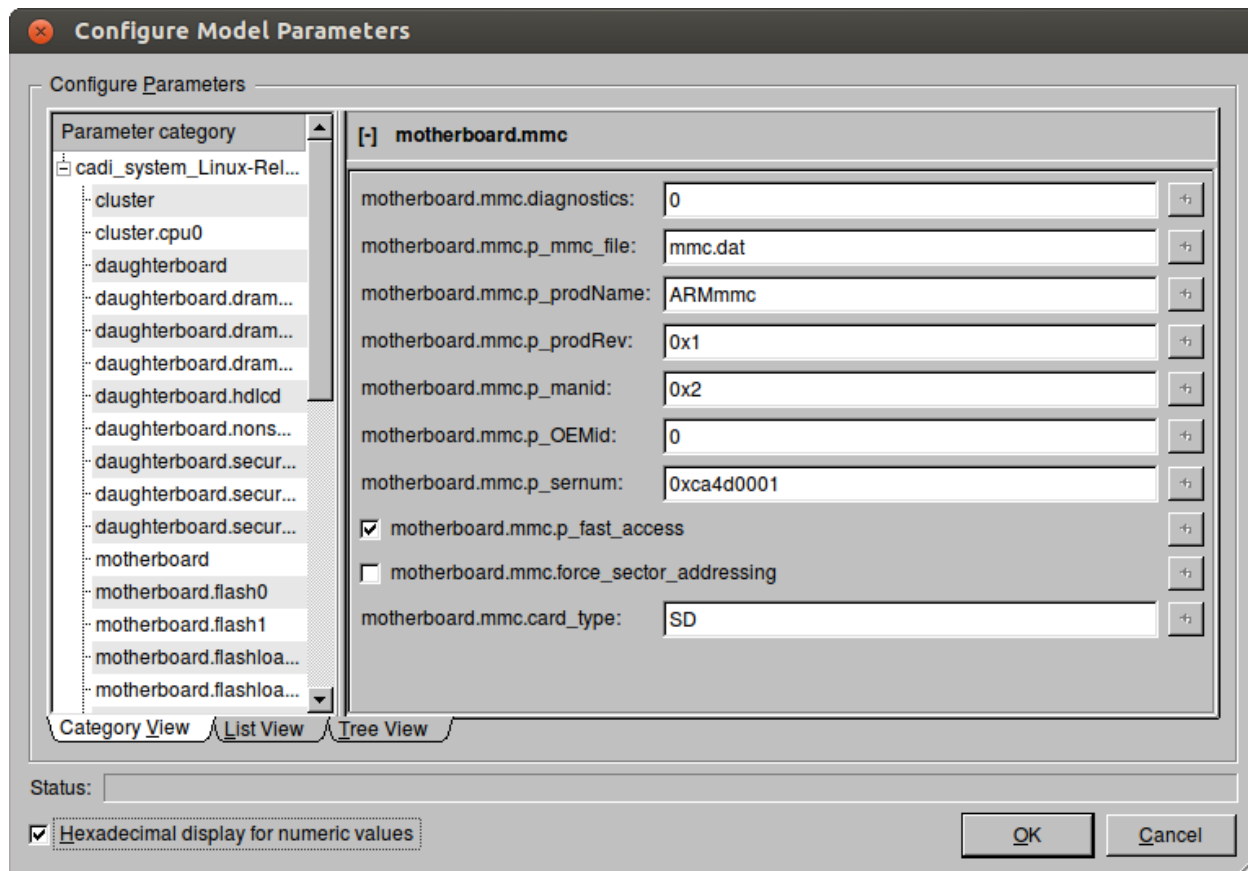 Configure Model Parameters
Configure Parameters
Parameter category
cadi_system_Linux-Rel...
cluster
cluster.cpu0
daughterboard
daughterboard.dram...
daughterboard.dram...
daughterboard.dram...
daughterboard.hdlcd
daughterboard.nons...
daughterboard.secur...
daughterboard.secur...
daughterboard.secur...
motherboard
motherboard.flash0
motherboard.flash1
motherboard.flashloa...
motherboard.flashloa...
[-] motherboard.mmc
motherboard.mmc.diagnostics: 0
motherboard.mmc.p_mmc_file: mmc.dat
motherboard.mmc.p_prodName: ARMmmc
motherboard.mmc.p_prodRev: 0x1
motherboard.mmc.p_manid: 0x2
motherboard.mmc.p_OEMid: 0
motherboard.mmc.p_sernum: 0xca4d0001
motherboard.mmc.p_fast_access
motherboard.mmc.force_sector_addressing
motherboard.mmc.card_type: SD
Category View List View Tree View
Status:
Hexadecimal display for numeric values
OK Cancel